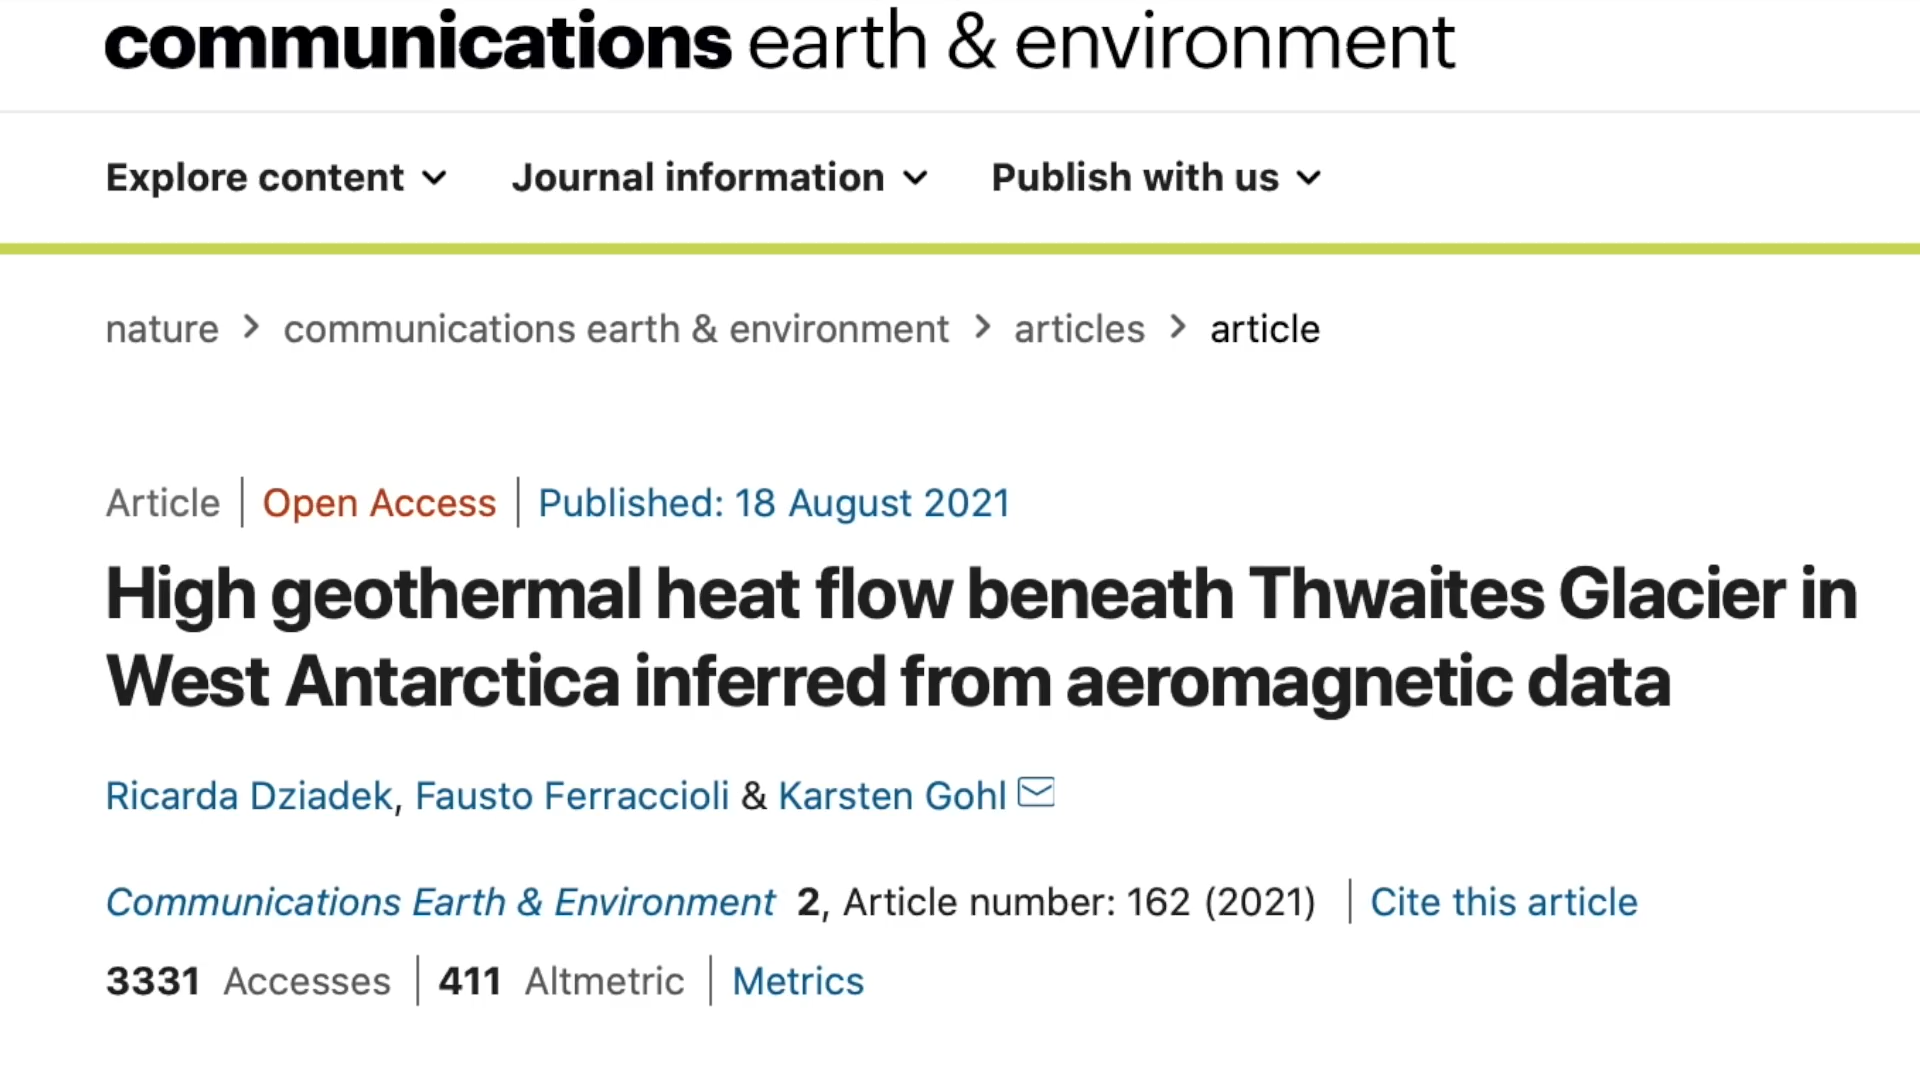 communications earth & environment
Explore content Journal information Publish with us
nature > communications earth & environment > articles > article
Article | Open Access | Published: 18 August 2021
High geothermal heat flow beneath Thwaites Glacier in
West Antarctica inferred from aeromagnetic data
Ricarda Dziadek, Fausto Ferraccioli & Karsten Gohl
Communications Earth & Environment 2, Article number: 162 (2021) | Cite this article
3331 Accesses | 411 Altmetric | Metrics